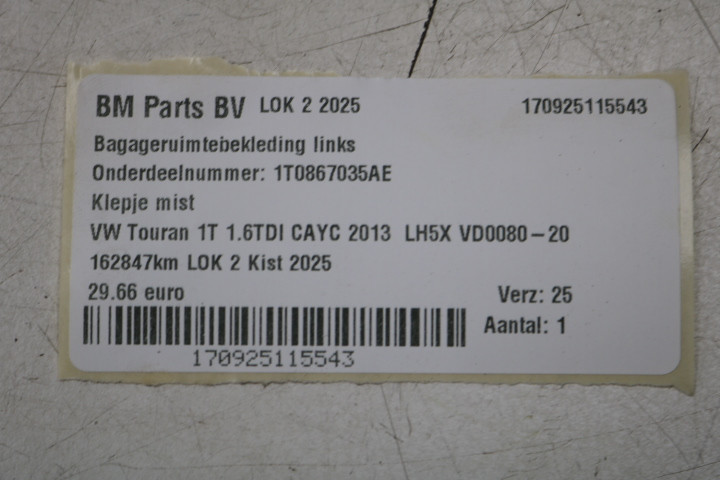 BM Parts BV LOK 2 2025 170925115543
Bagageruimtebekleding links
Onderdeelnummer: 1T0867035AE
Klepje mist
VW Touran 1T 1.6TDI CAYC 2013 LH5X VD0080-20
162847km LOK 2 Kist 2025
29.66 euro Verz: 25
Aantal: 1
170925115543